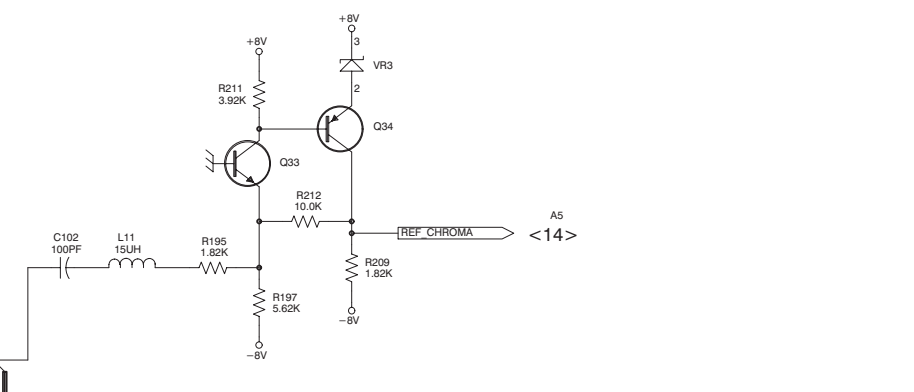 +8V
3
+8V
VR3
R211
3.92K
2
Q34
Q33
R212
10.0K
A5
REF_CHROMA
<14>
C102
100PF
L11
15UH
R195
1.82K
R209
1.82K
R197
5.62K
−8V
−8V